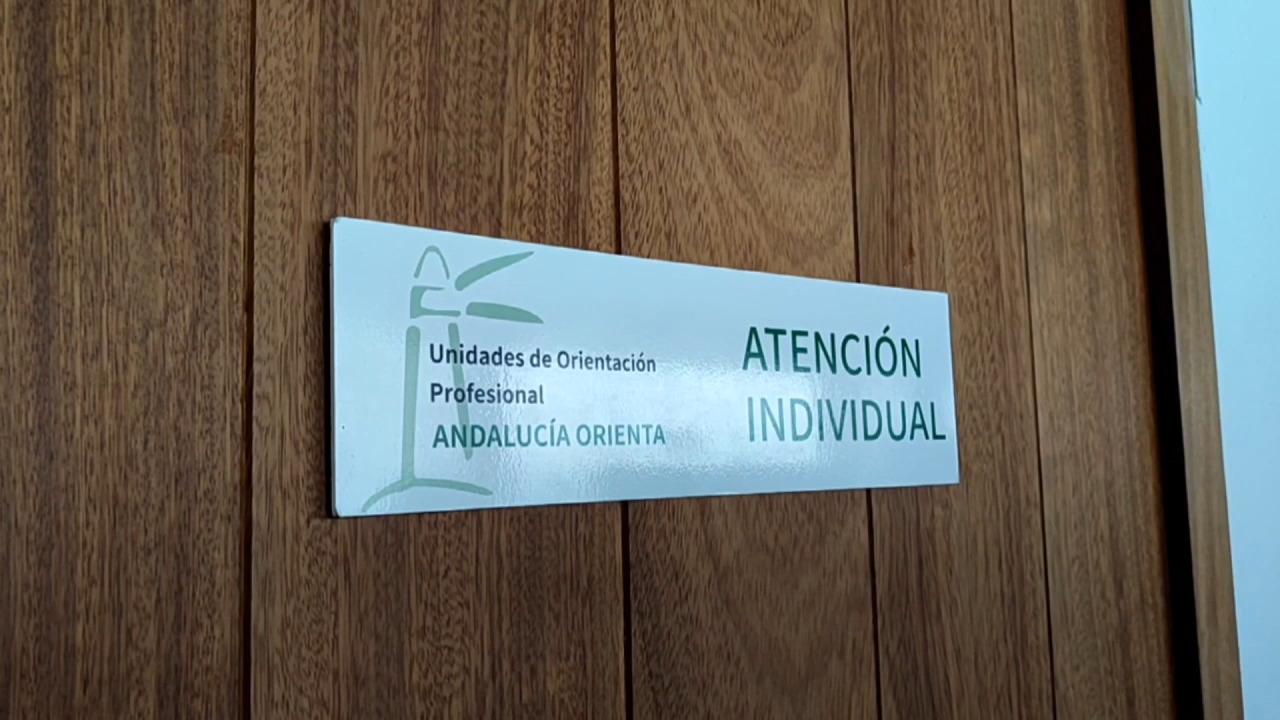 Unidades de Orientación
Profesional
ANDALUCÍA ORIENTA
ATENCIÓN
INDIVIDUAL